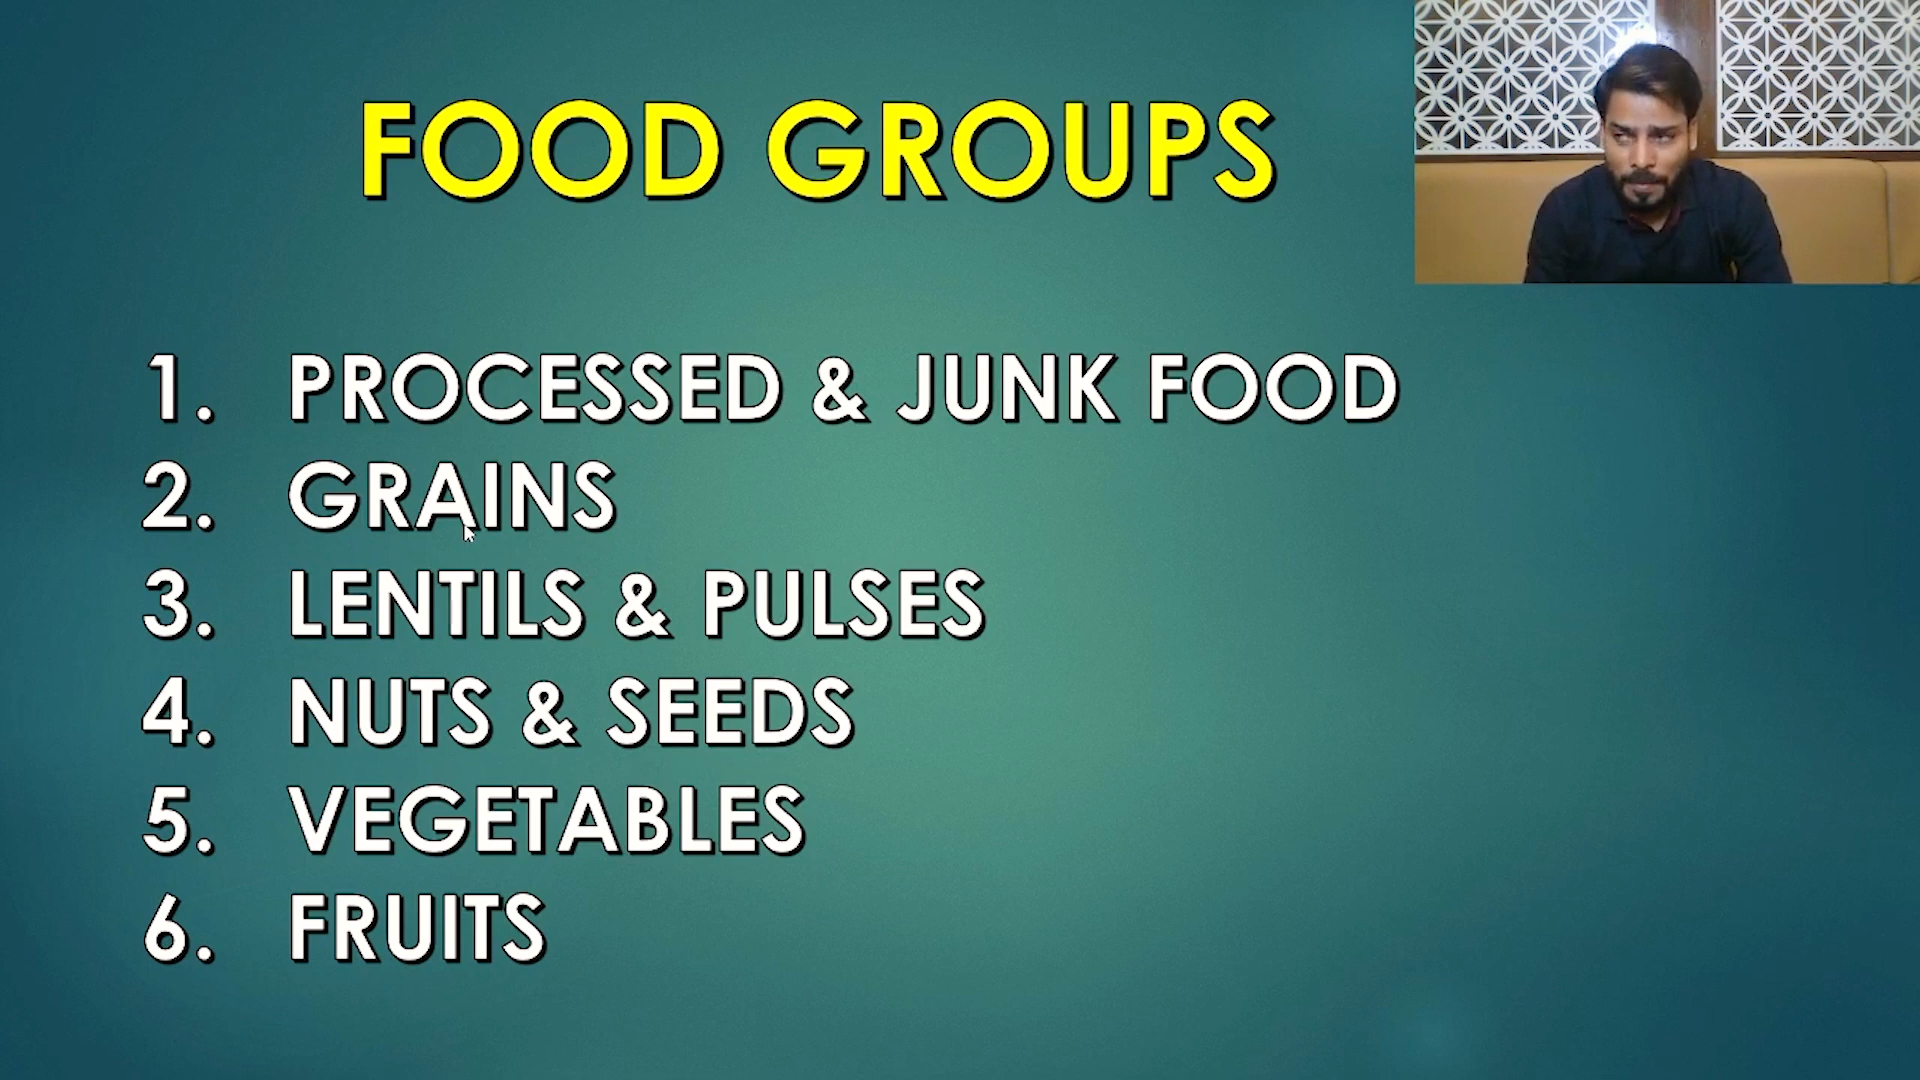 FOOD GROUPS
1. PROCESSED & JUNK FOOD
2. GRAINS
3. LENTILS & PULSES
4. NUTS & SEEDS
5. VEGETABLES
6. FRUITS